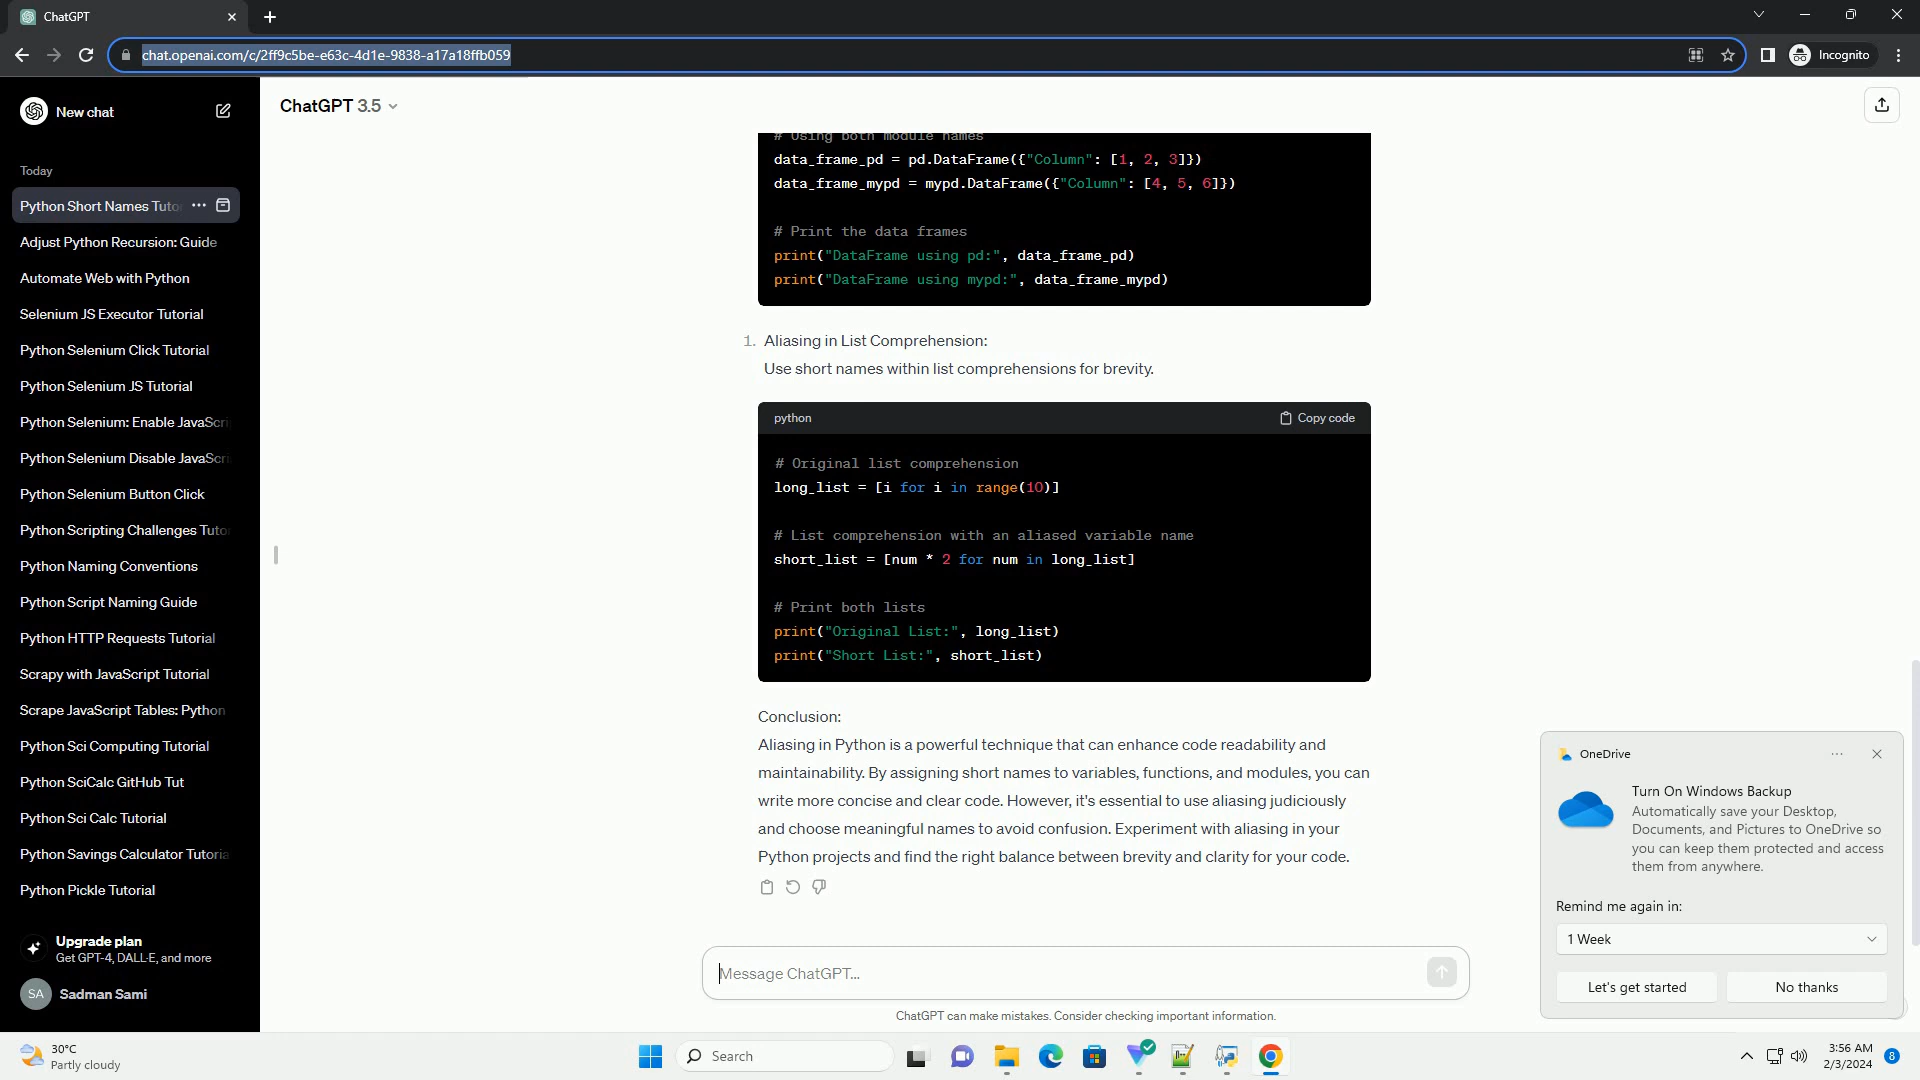 ChatGPT
chat.openai.com/c/2ff9c5be-e63c-4d1e-9838-a17a18ffb059
Incognito
New chat
Today
Python Short Names Tuto
Adjust Python Recursion: Guide
Automate Web with Python
Selenium JS Executor Tutorial
Python Selenium Click Tutorial
Python Selenium JS Tutorial
Python Selenium: Enable JavaScri
Python Selenium Disable JavaScri
Python Selenium Button Click
Python Scripting Challenges Tuto
Python Naming Conventions
Python Script Naming Guide
Python HTTP Requests Tutorial
Scrapy with JavaScript Tutorial
Scrape JavaScript Tables: Python
Python Sci Computing Tutorial
Python SciCalc GitHub Tut
Python Sci Calc Tutorial
Python Savings Calculator Tutoria
Python Pickle Tutorial
Upgrade plan
Get GPT-4, DALL·E, and more
SA Sadman Sami
ChatGPT 3.5
# Using both module names
data_frame_pd = pd.DataFrame({"Column": [1, 2, 3]})
data_frame_mypd = mypd.DataFrame({"Column": [4, 5, 6]})
# Print the data frames
print("DataFrame using pd:", data_frame_pd)
print("DataFrame using mypd:", data_frame_mypd)
1. Aliasing in List Comprehension:
Use short names within list comprehensions for brevity.
python Copy code
# Original list comprehension
long_list = [i for i in range(10)]
# List comprehension with an aliased variable name
short_list = [num * 2 for num in long_list]
# Print both lists
print("Original List:", long_list)
print("Short List:", short_list)
Conclusion:
Aliasing in Python is a powerful technique that can enhance code readability and
maintainability. By assigning short names to variables, functions, and modules, you can
write more concise and clear code. However, it's essential to use aliasing judiciously
and choose meaningful names to avoid confusion. Experiment with aliasing in your
Python projects and find the right balance between brevity and clarity for your code.
Message ChatGPT...
ChatGPT can make mistakes. Consider checking important information.
OneDrive
Turn On Windows Backup
Automatically save your Desktop,
Documents, and Pictures to OneDrive so
you can keep them protected and access
them from anywhere.
Remind me again in:
1 Week
Let's get started No thanks
30°C
Partly cloudy
Search
3:56 AM
2/3/2024
8